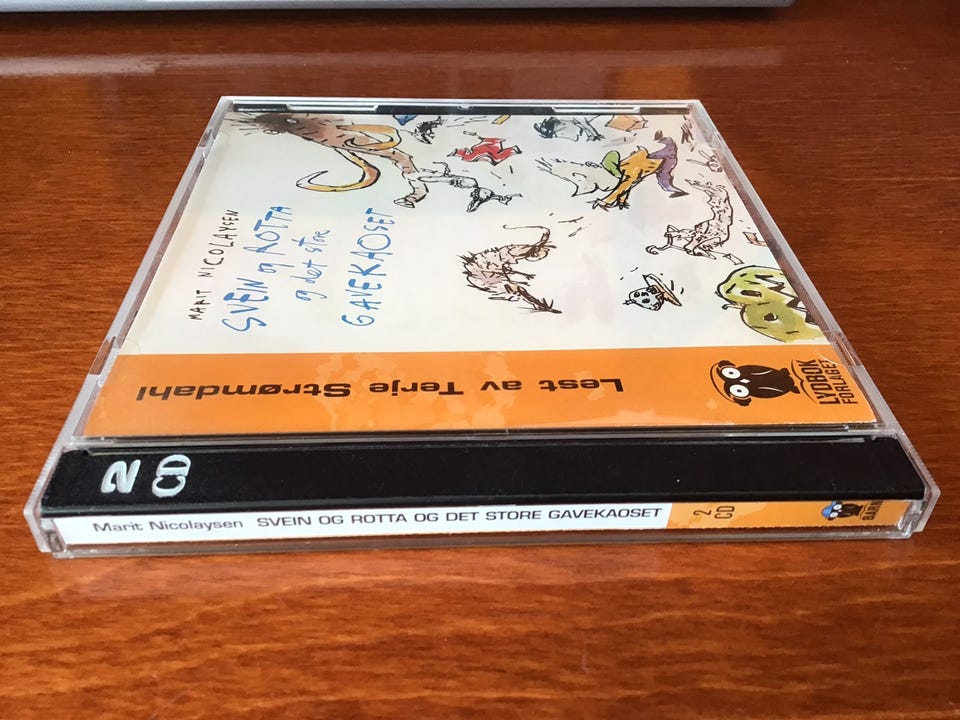 MARIT NICOLAYSEN
SVEIN og ROTTA
og det store
GAVEKAOSET
Lest av Terje Strømdahl
LYDBOK
FORLAGET
2
CD
Marit Nicolaysen SVEIN OG ROTTA OG DET STORE GAVEKAOSET
2
CD
BARN